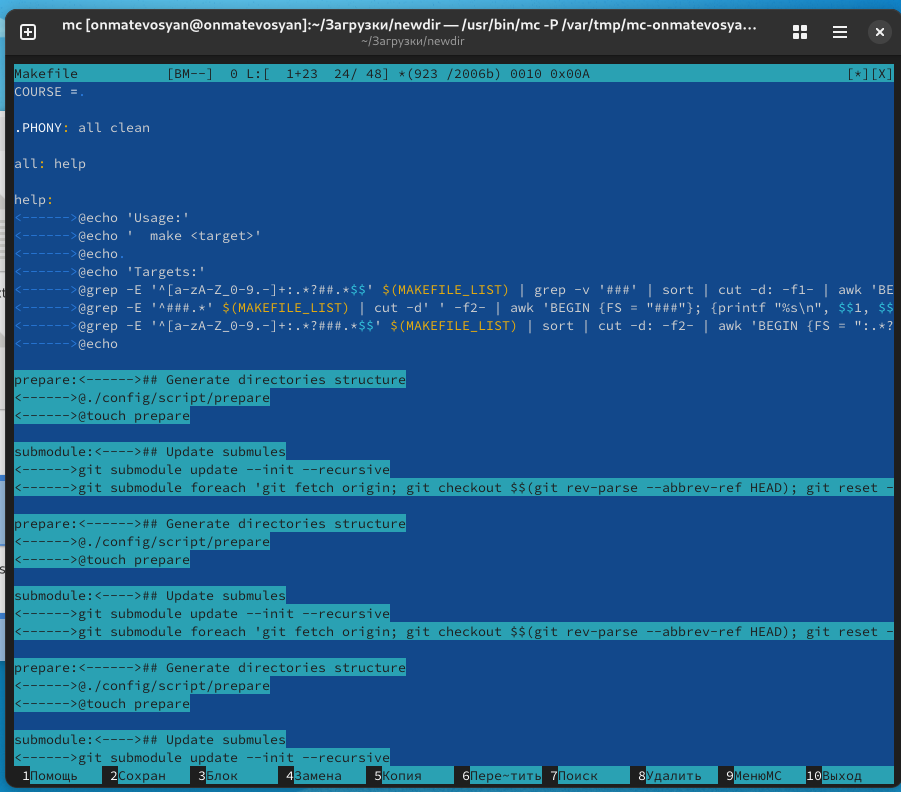 mc [onmatevosyan@onmatevosyan]:~/Загрузки/newdir — /usr/bin/mc -P /var/tmp/mc-onmatevosya…
~/Загрузки/newdir
Makefile [BM--] 0 L:[ 1+23 24/ 48] *(923 /2006b) 0010 0x00A [*][X]
COURSE =.
.PHONY: all clean
all: help
help:
<------>@echo 'Usage:'
<------>@echo '  make <target>'
<------>@echo.
<------>@echo 'Targets:'
<------>@grep -E '^[a-zA-Z_0-9.-]+:.*?##.*$$' $(MAKEFILE_LIST) | grep -v '###' | sort | cut -d: -f1- | awk 'BE
<------>@grep -E '^###.*' $(MAKEFILE_LIST) | cut -d' ' -f2- | awk 'BEGIN {FS = "###"}; {printf "%s\n", $$1, $$
<------>@grep -E '^[a-zA-Z_0-9.-]+:.*?###.*$$' $(MAKEFILE_LIST) | sort | cut -d: -f2- | awk 'BEGIN {FS = ":.*?
<------>@echo
prepare:<------>## Generate directories structure
<------>@./config/script/prepare
<------>@touch prepare
submodule:<---->## Update submules
<------>git submodule update --init --recursive
<------>git submodule foreach 'git fetch origin; git checkout $$(git rev-parse --abbrev-ref HEAD); git reset -
prepare:<------>## Generate directories structure
<------>@./config/script/prepare
<------>@touch prepare
submodule:<---->## Update submules
<------>git submodule update --init --recursive
<------>git submodule foreach 'git fetch origin; git checkout $$(git rev-parse --abbrev-ref HEAD); git reset -
prepare:<------>## Generate directories structure
<------>@./config/script/prepare
<------>@touch prepare
submodule:<---->## Update submules
<------>git submodule update --init --recursive
1Помощь 2Сохран 3Блок 4Замена 5Копия 6Пере~тить 7Поиск 8Удалить 9МенюМС 10Выход